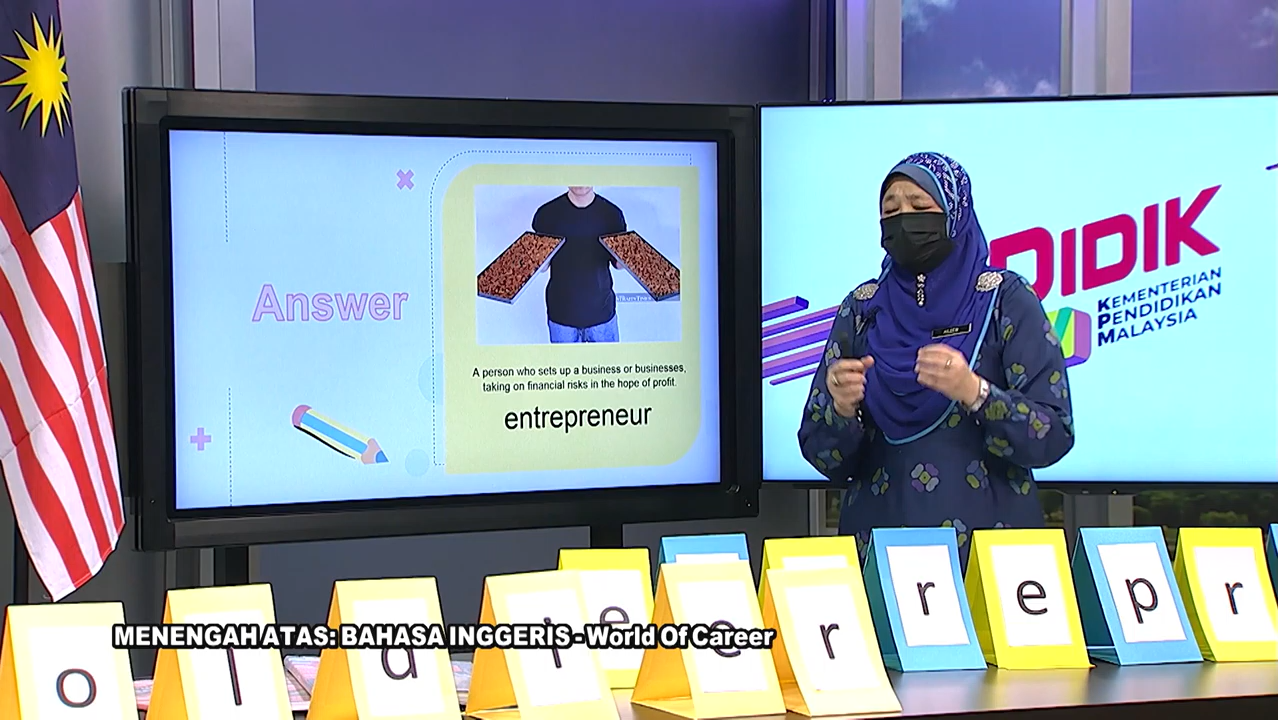 Answer
A person who sets up a business or businesses,
taking on financial risks in the hope of profit.
entrepreneur
DIDIK
KEMENTERIAN
PENDIDIKAN
MALAYSIA
r e p r
o l d i e r
MENENGAH ATAS: BAHASA INGGERIS - World Of Career